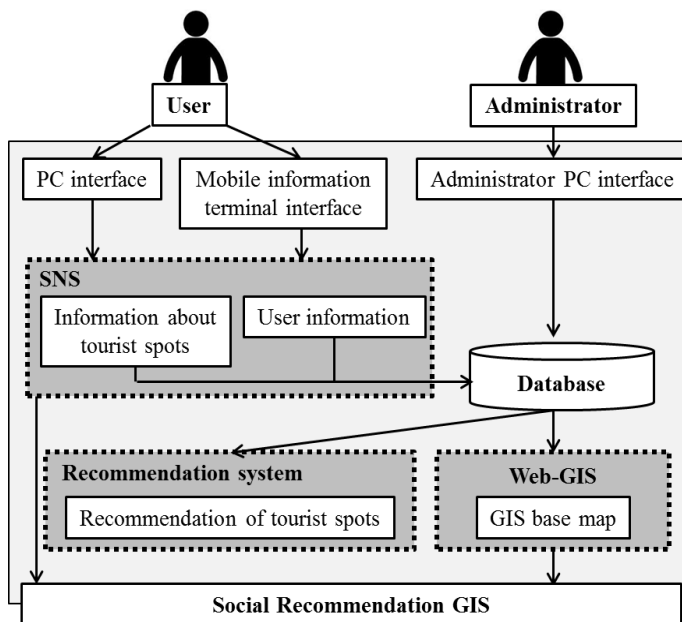 User
Administrator
PC interface
Mobile information
terminal interface
Administrator PC interface
SNS
Information about
tourist spots
User information
Database
Recommendation system
Recommendation of tourist spots
Web-GIS
GIS base map
Social Recommendation GIS